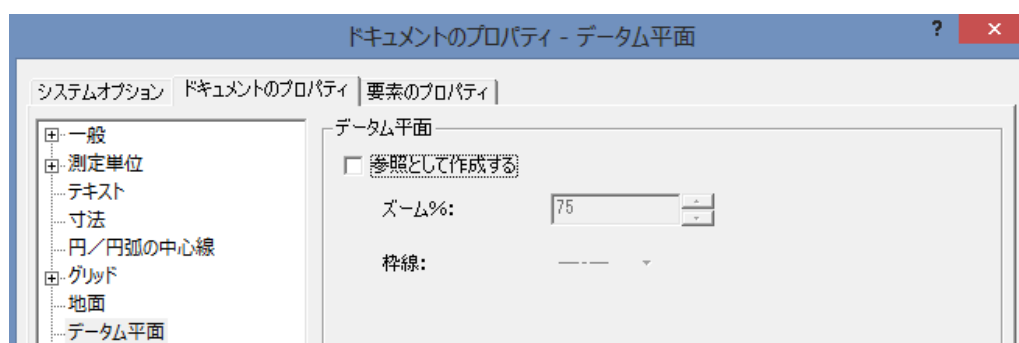 ドキュメントのプロパティ - データム平面
? ×
システムオプション ドキュメントのプロパティ 要素のプロパティ
一般
測定単位
テキスト
寸法
円／円弧の中心線
グリッド
地面
データム平面
データム平面
参照として作成する
ズーム%: 75
枠線: